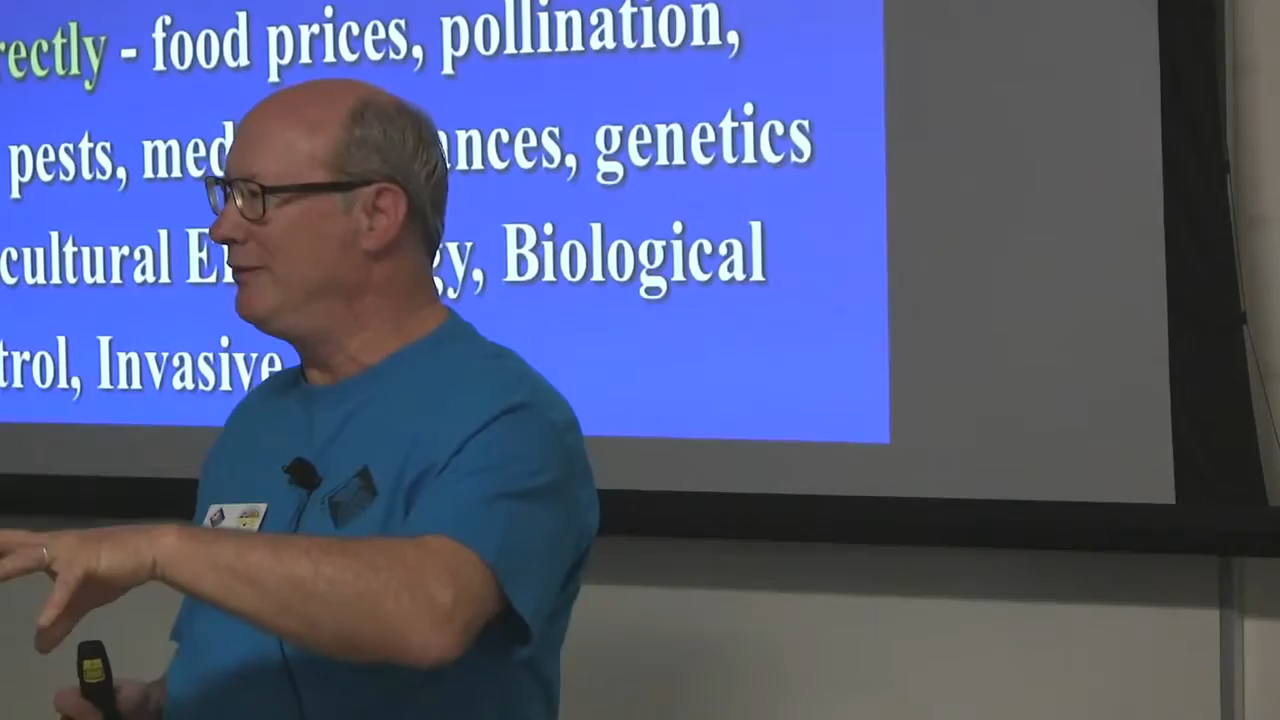 rectly - food prices, pollination,
pests, med ances, genetics
cultural E gy, Biological
trol, Invasive